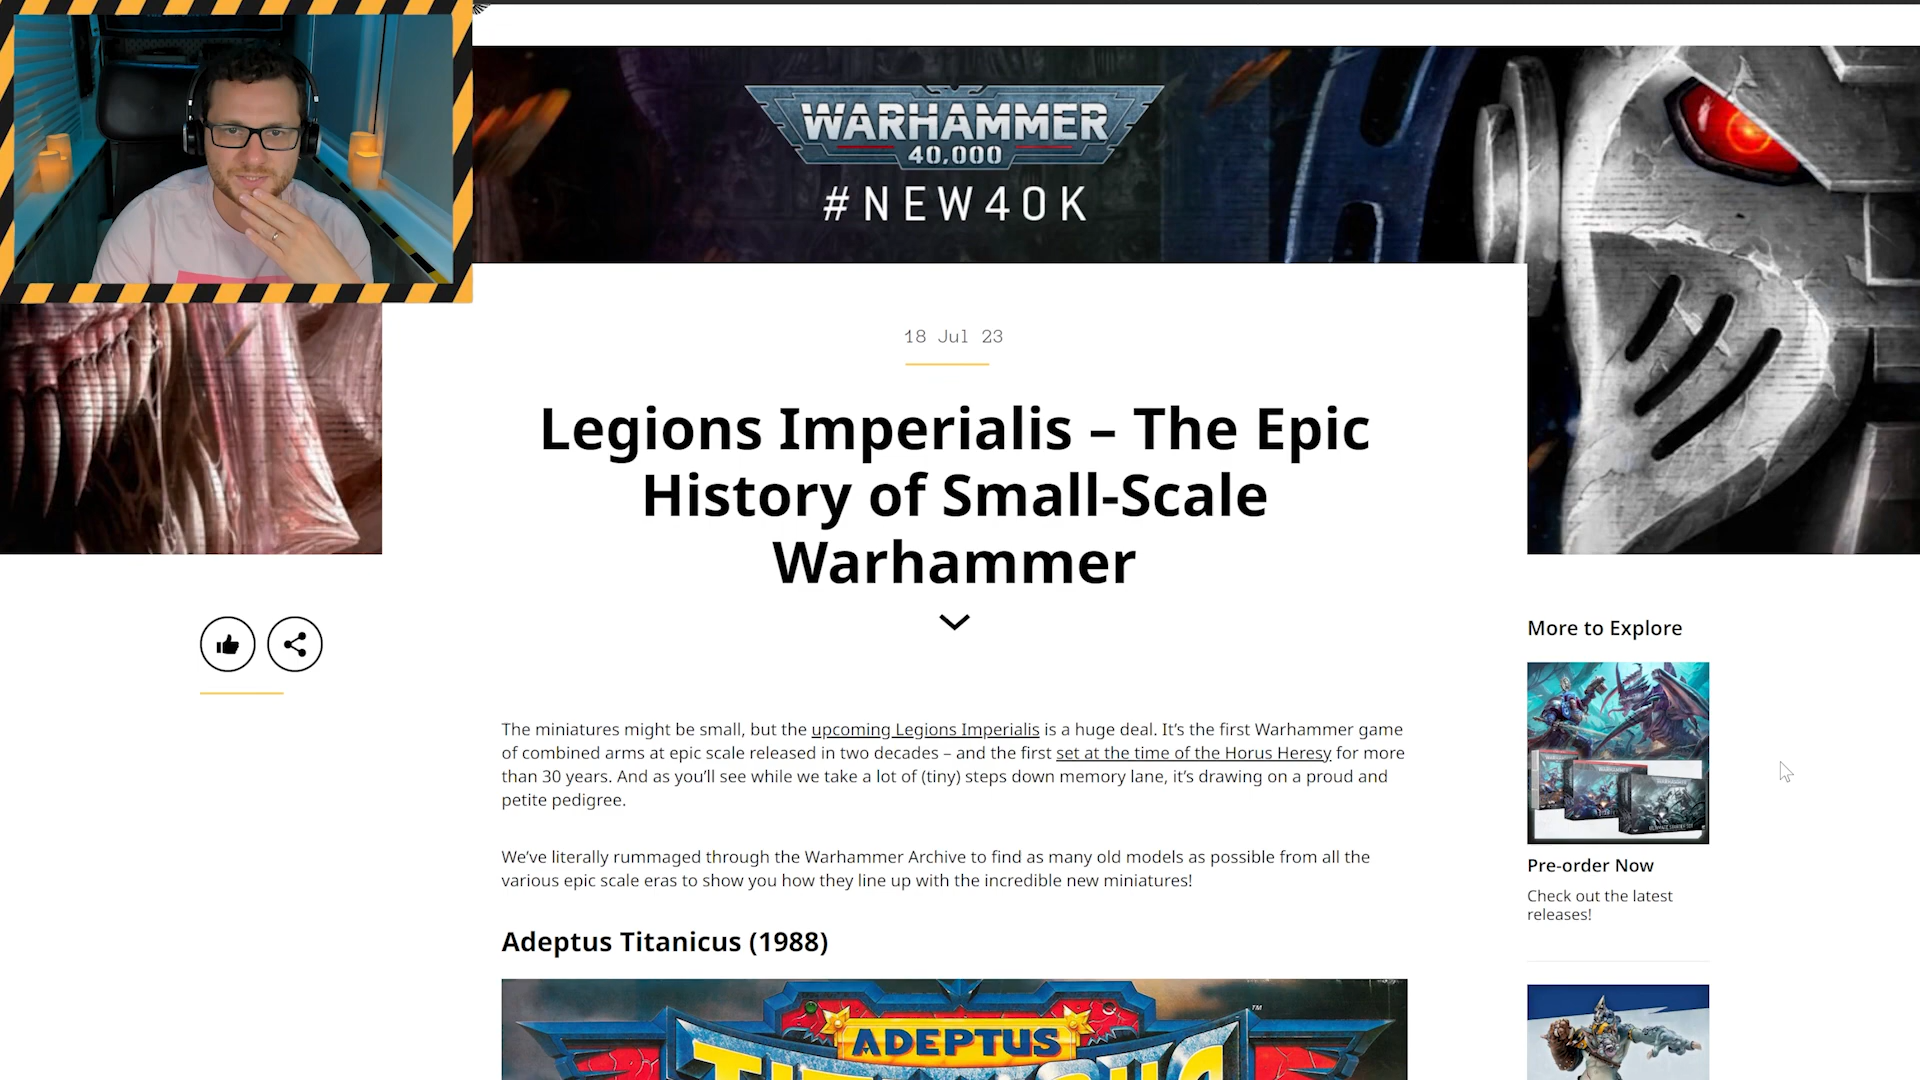 WARHAMMER
40,000
#NEW40K
18 Jul 23
Legions Imperialis – The Epic
History of Small-Scale
Warhammer
The miniatures might be small, but the upcoming Legions Imperialis is a huge deal. It’s the first Warhammer game
of combined arms at epic scale released in two decades – and the first set at the time of the Horus Heresy for more
than 30 years. And as you’ll see while we take a lot of (tiny) steps down memory lane, it’s drawing on a proud and
petite pedigree.
We’ve literally rummaged through the Warhammer Archive to find as many old models as possible from all the
various epic scale eras to show you how they line up with the incredible new miniatures!
Adeptus Titanicus (1988)
ADEPTUS
™
More to Explore
Pre-order Now
Check out the latest
releases!